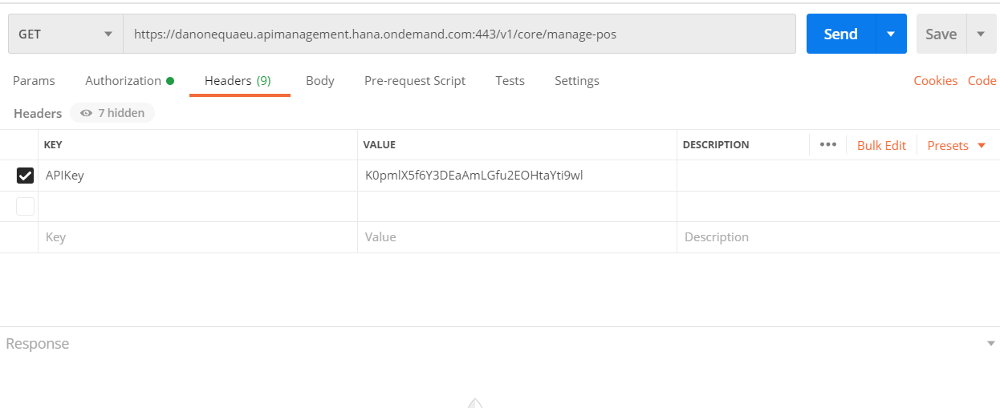 GET https://danonequaeu.apimanagement.hana.ondemand.com:443/v1/core/manage-pos Send Save
Params Authorization Headers (9) Body Pre-request Script Tests Settings Cookies Code
Headers 7 hidden
KEY VALUE DESCRIPTION ••• Bulk Edit Presets
APIKey K0pmlX5f6Y3DEaAmLGfu2EOHtaYti9wl
Key Value Description
Response